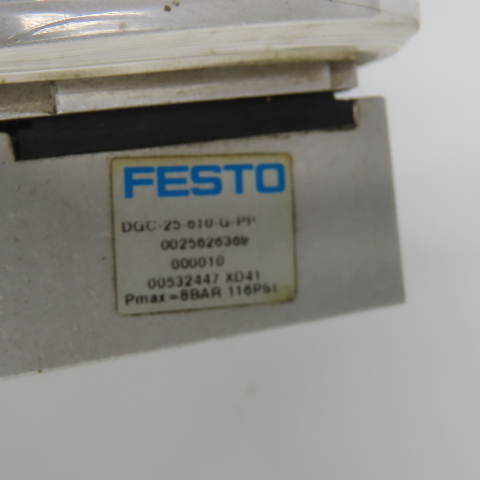 FESTO
DGC-25-610-G-PP
000010
00532447 XD41
Pmax=8BAR 116PSI